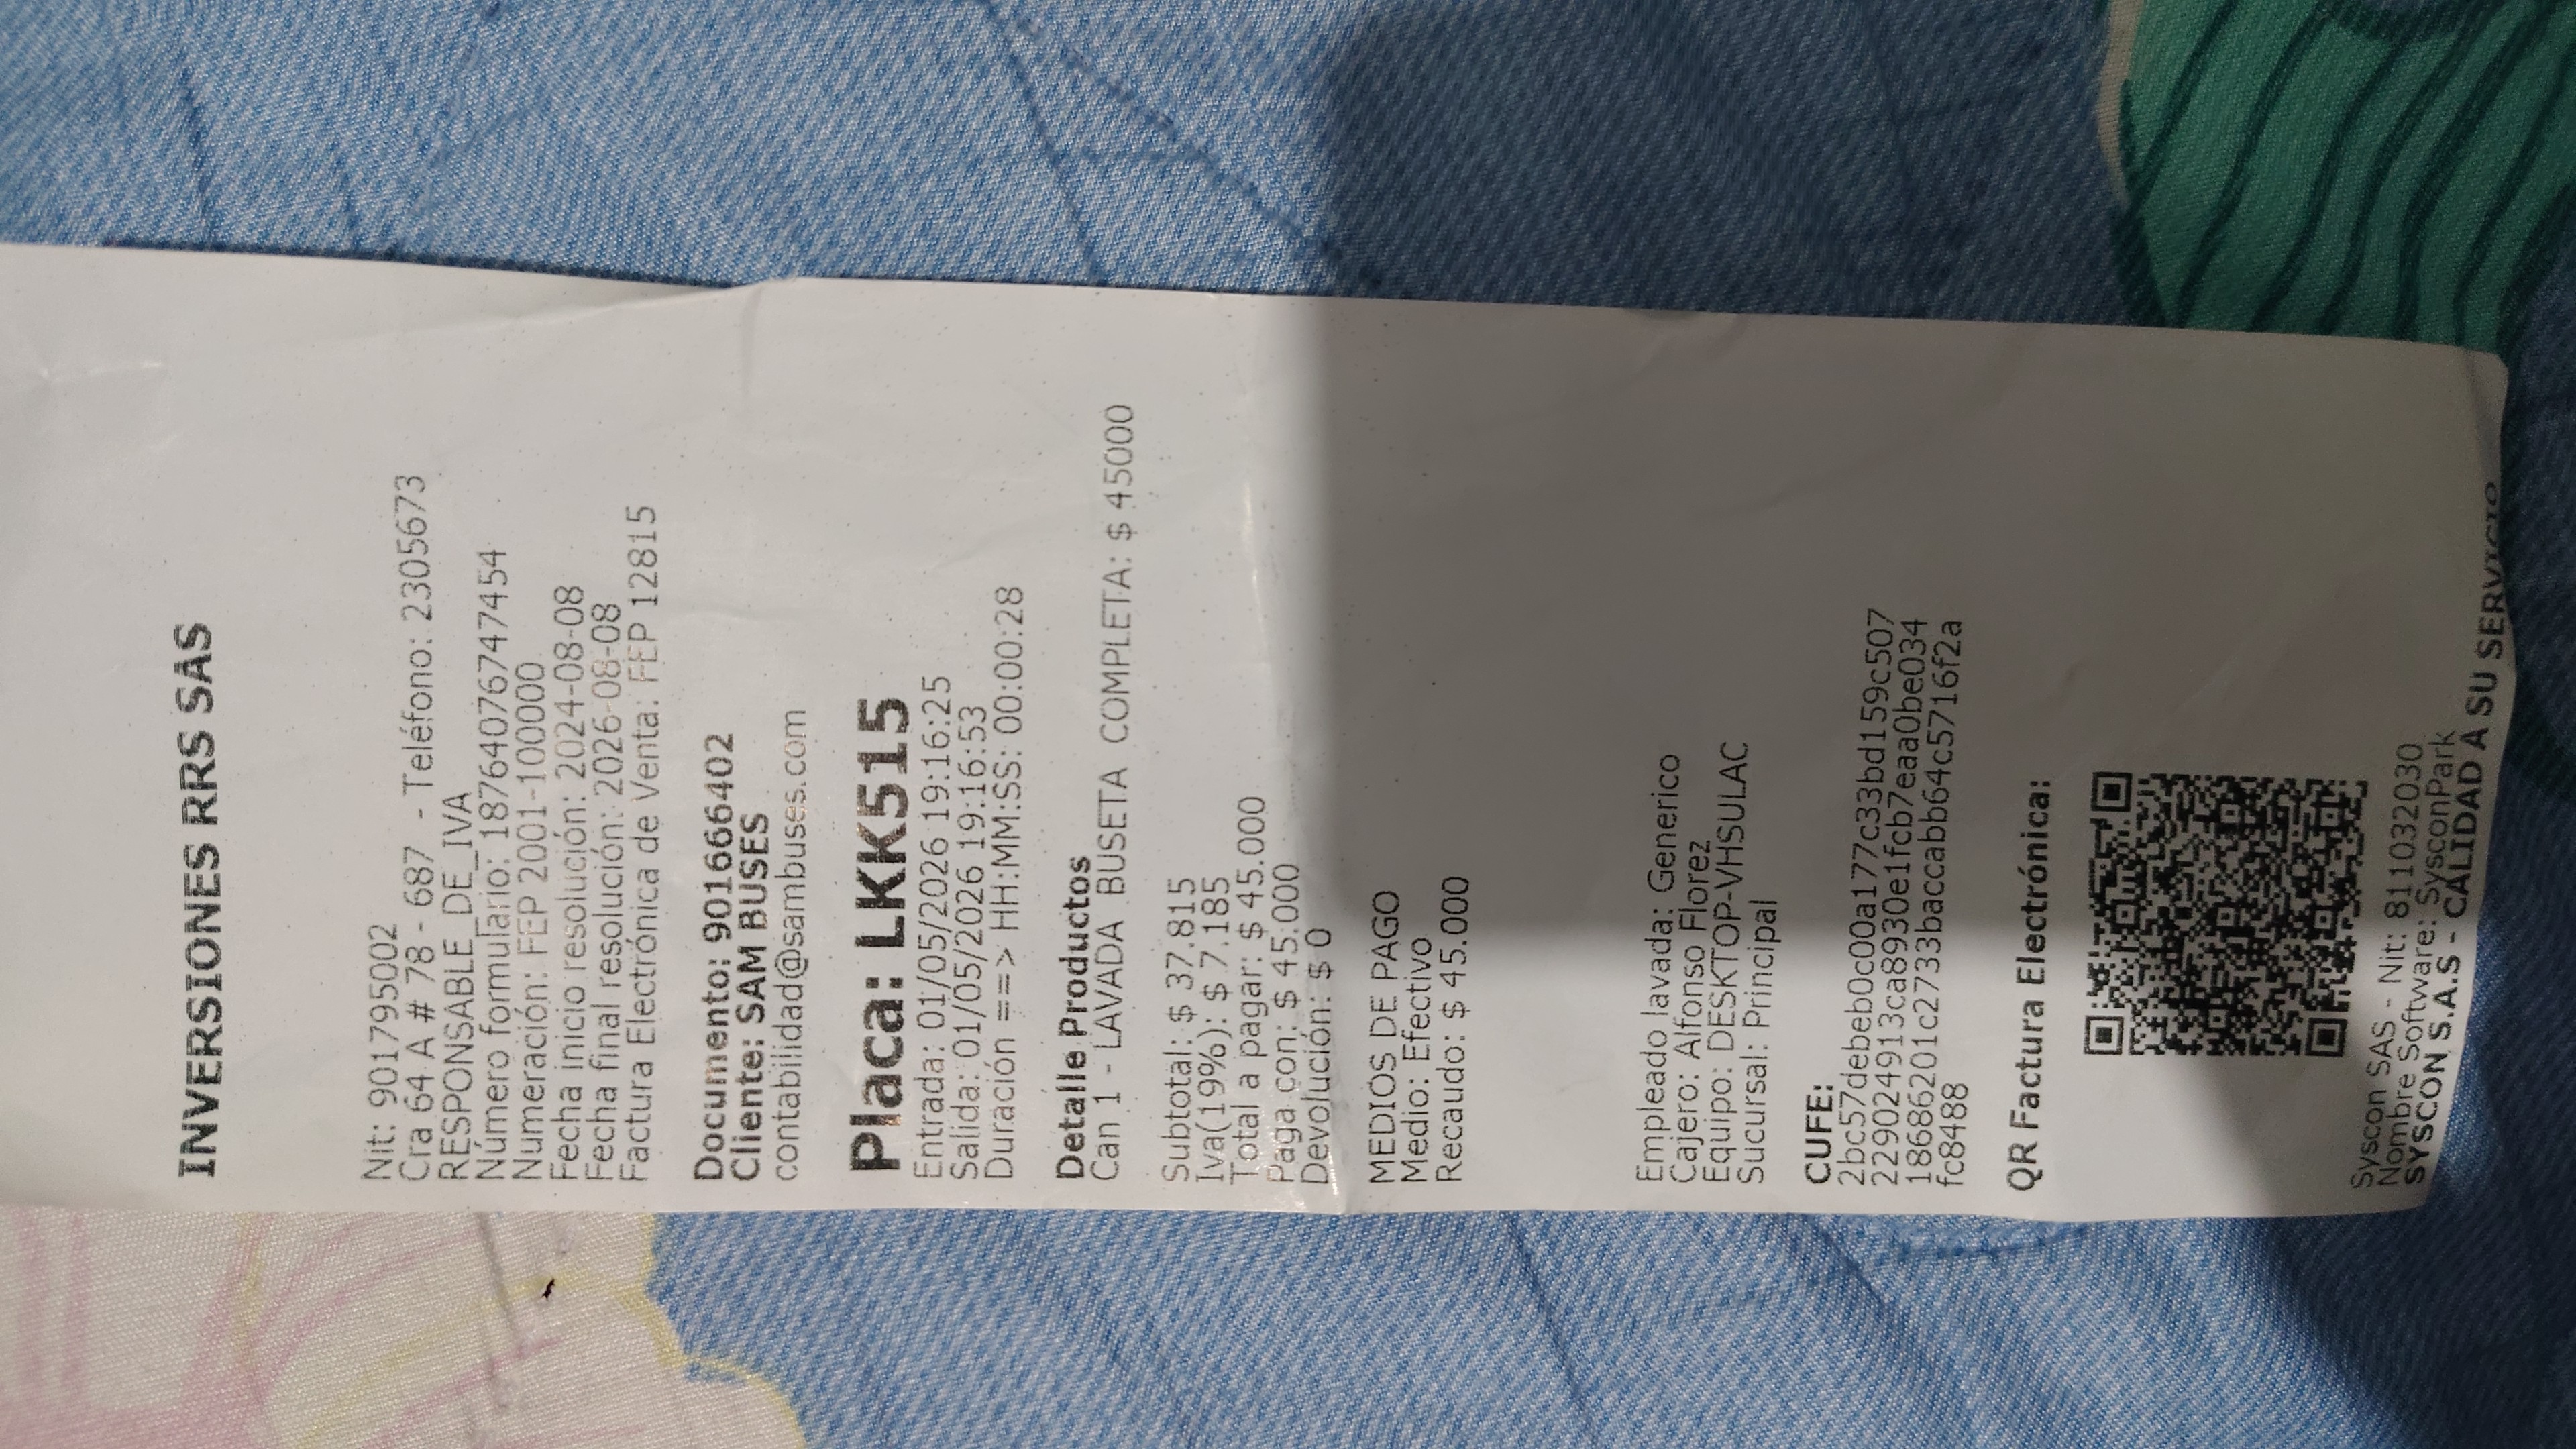 INVERSIONES RRS SAS
Nit: 901795002
Cra 64 A # 78 - 687 - Teléfono: 2305673
RESPONSABLE_DE_IVA
Número formulario: 18764076747454
Numeración: FEP 2001-100000
Fecha inicio resolución: 2024-08-08
Fecha final resolución: 2026-08-08
Factura Electrónica de Venta: FEP 12815
Documento: 901666402
Cliente: SAM BUSES
contabilidad@sambuses.com
Placa: LKK515
Entrada: 01/05/2026 19:16:25
Salida: 01/05/2026 19:16:53
Duración ==> HH:MM:SS: 00:00:28
Detalle Productos
Can 1 - LAVADA BUSETA COMPLETA: $ 45000
Subtotal: $ 37.815
Iva(19%): $ 7.185
Total a pagar: $ 45.000
Paga con: $ 45.000
Devolución: $ 0
MEDIOS DE PAGO
Medio: Efectivo
Recaudo: $ 45.000
Empleado lavada: Generico
Cajero: Alfonso Florez
Equipo: DESKTOP-VHSULAC
Sucursal: Principal
CUFE:
2bc57debeb0c00a177c33bd159c507
229024913ca8930e1fcb7eaa0be034
18686201c2733baccabb64c5716f2a
fc8488
QR Factura Electrónica:
Syscon SAS - Nit: 811032030
Nombre Software: SysconPark
SYSCON S.A.S - CALIDAD A SU SERVICIO